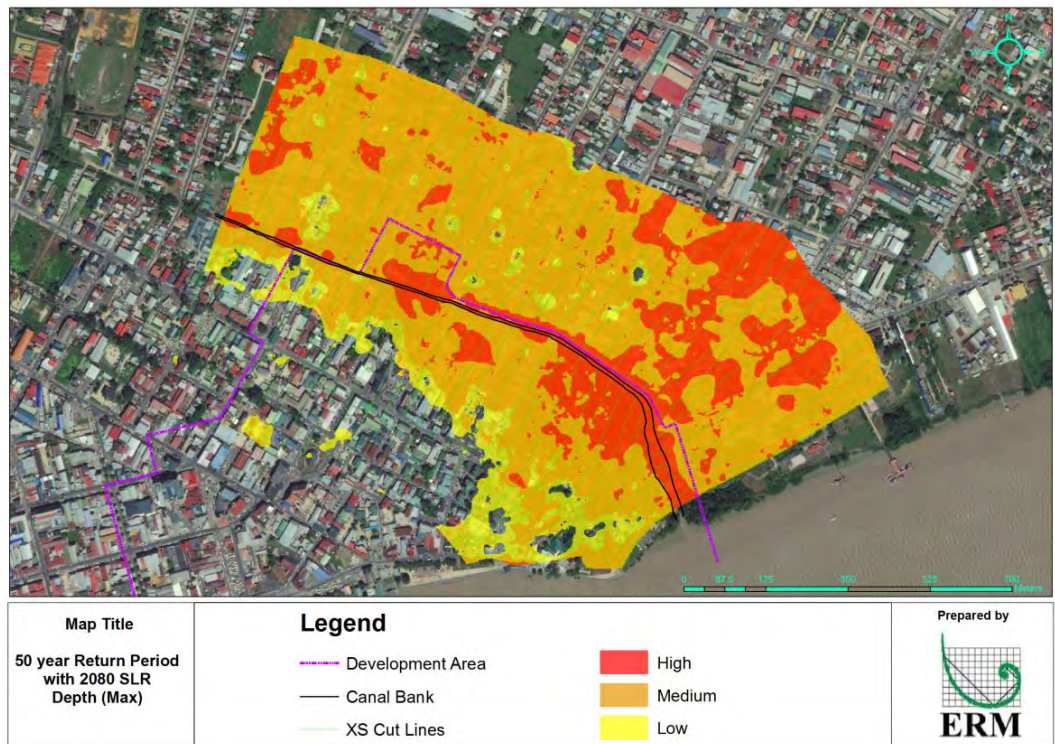 N
W
E
S
0
87.5
175
350
525
700
Meters
Map Title
50 year Return Period
with 2080 SLR
Depth (Max)
Legend
Development Area
Canal Bank
XS Cut Lines
High
Medium
Low
Prepared by
ERM